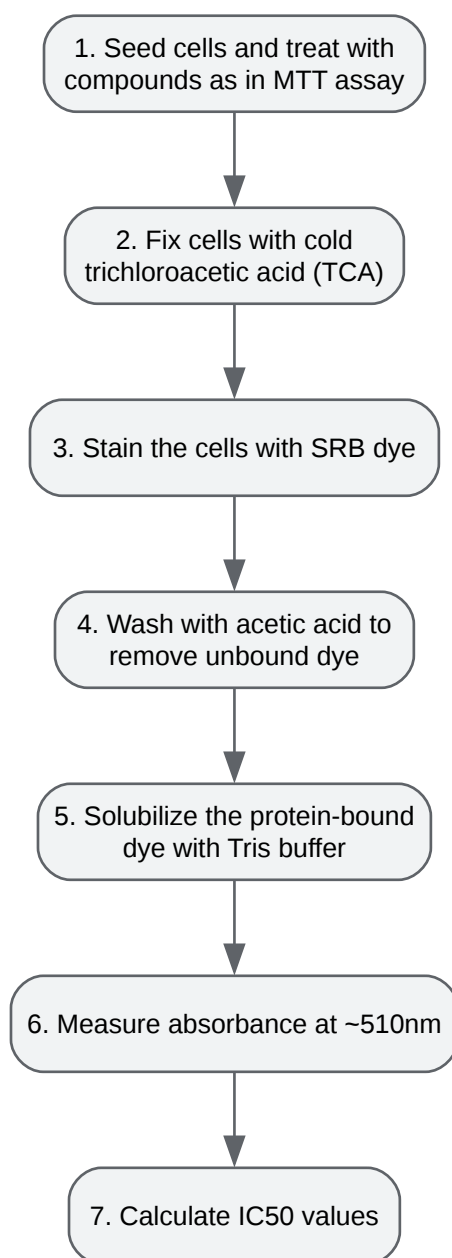 1. Seed cells and treat with
compounds as in MTT assay
2. Fix cells with cold
trichloroacetic acid (TCA)
3. Stain the cells with SRB dye
4. Wash with acetic acid to
remove unbound dye
5. Solubilize the protein-bound
dye with Tris buffer
6. Measure absorbance at ~510nm
7. Calculate IC50 values